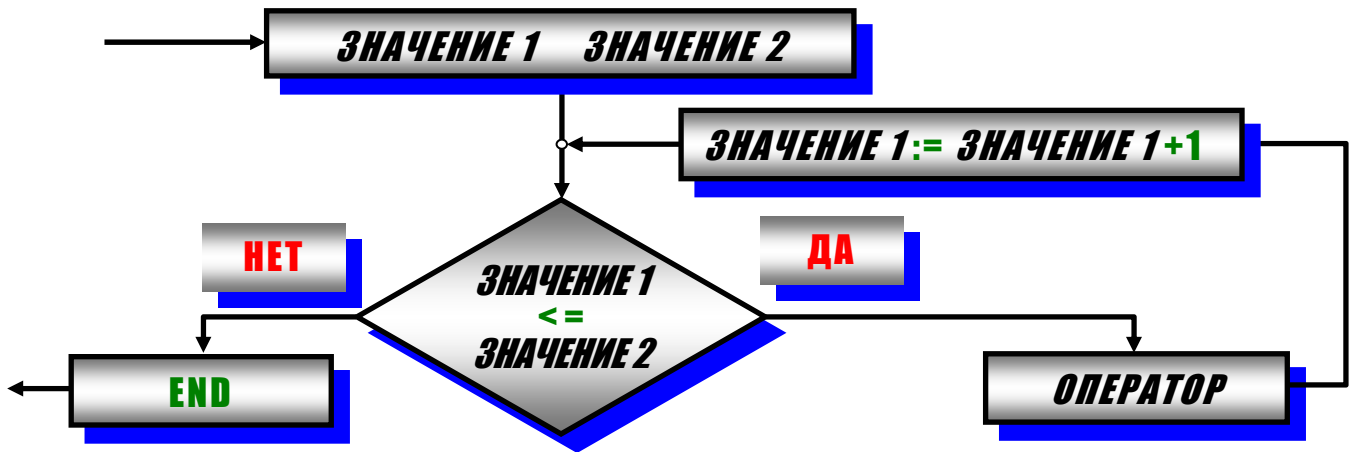 ЗНАЧЕНИЕ 1 ЗНАЧЕНИЕ 2
ЗНАЧЕНИЕ 1 := ЗНАЧЕНИЕ 1 +1
НЕТ
ДА
ЗНАЧЕНИЕ 1
< =
ЗНАЧЕНИЕ 2
END
ОПЕРАТОР